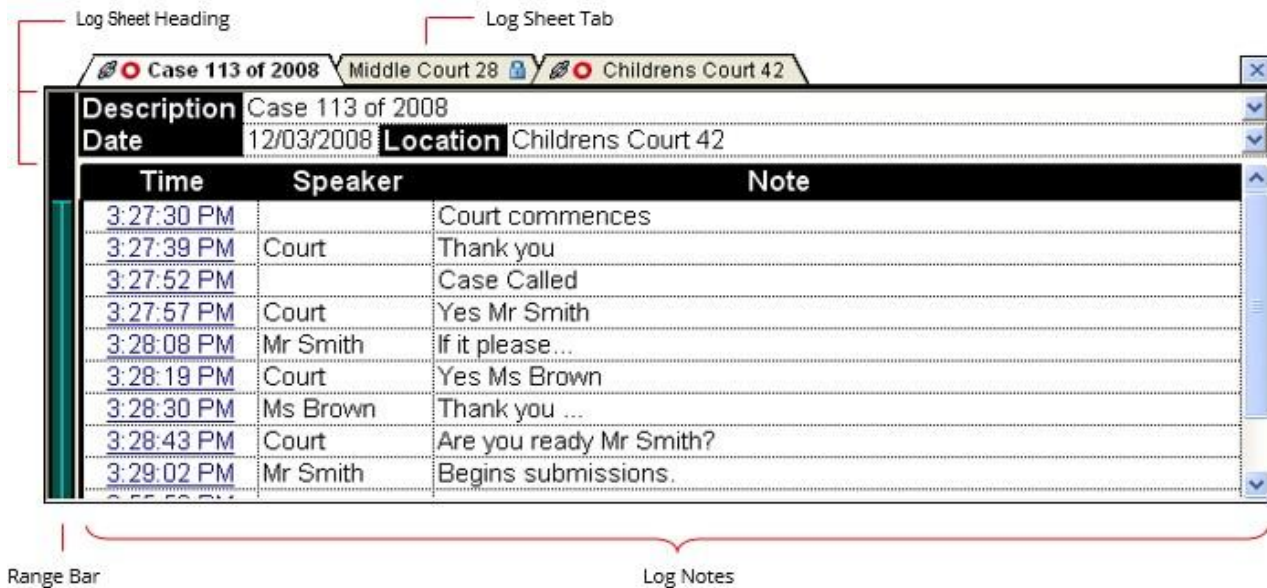 Log Sheet Heading
Log Sheet Tab
Case 113 of 2008
Middle Court 28
Childrens Court 42
Description Case 113 of 2008
Date 12/03/2008 Location Childrens Court 42
Time Speaker Note
3:27:30 PM Court commences
3:27:39 PM Court Thank you
3:27:52 PM Case Called
3:27:57 PM Court Yes Mr Smith
3:28:08 PM Mr Smith If it please...
3:28:19 PM Court Yes Ms Brown
3:28:30 PM Ms Brown Thank you ...
3:28:43 PM Court Are you ready Mr Smith?
3:29:02 PM Mr Smith Begins submissions.
Range Bar
Log Notes